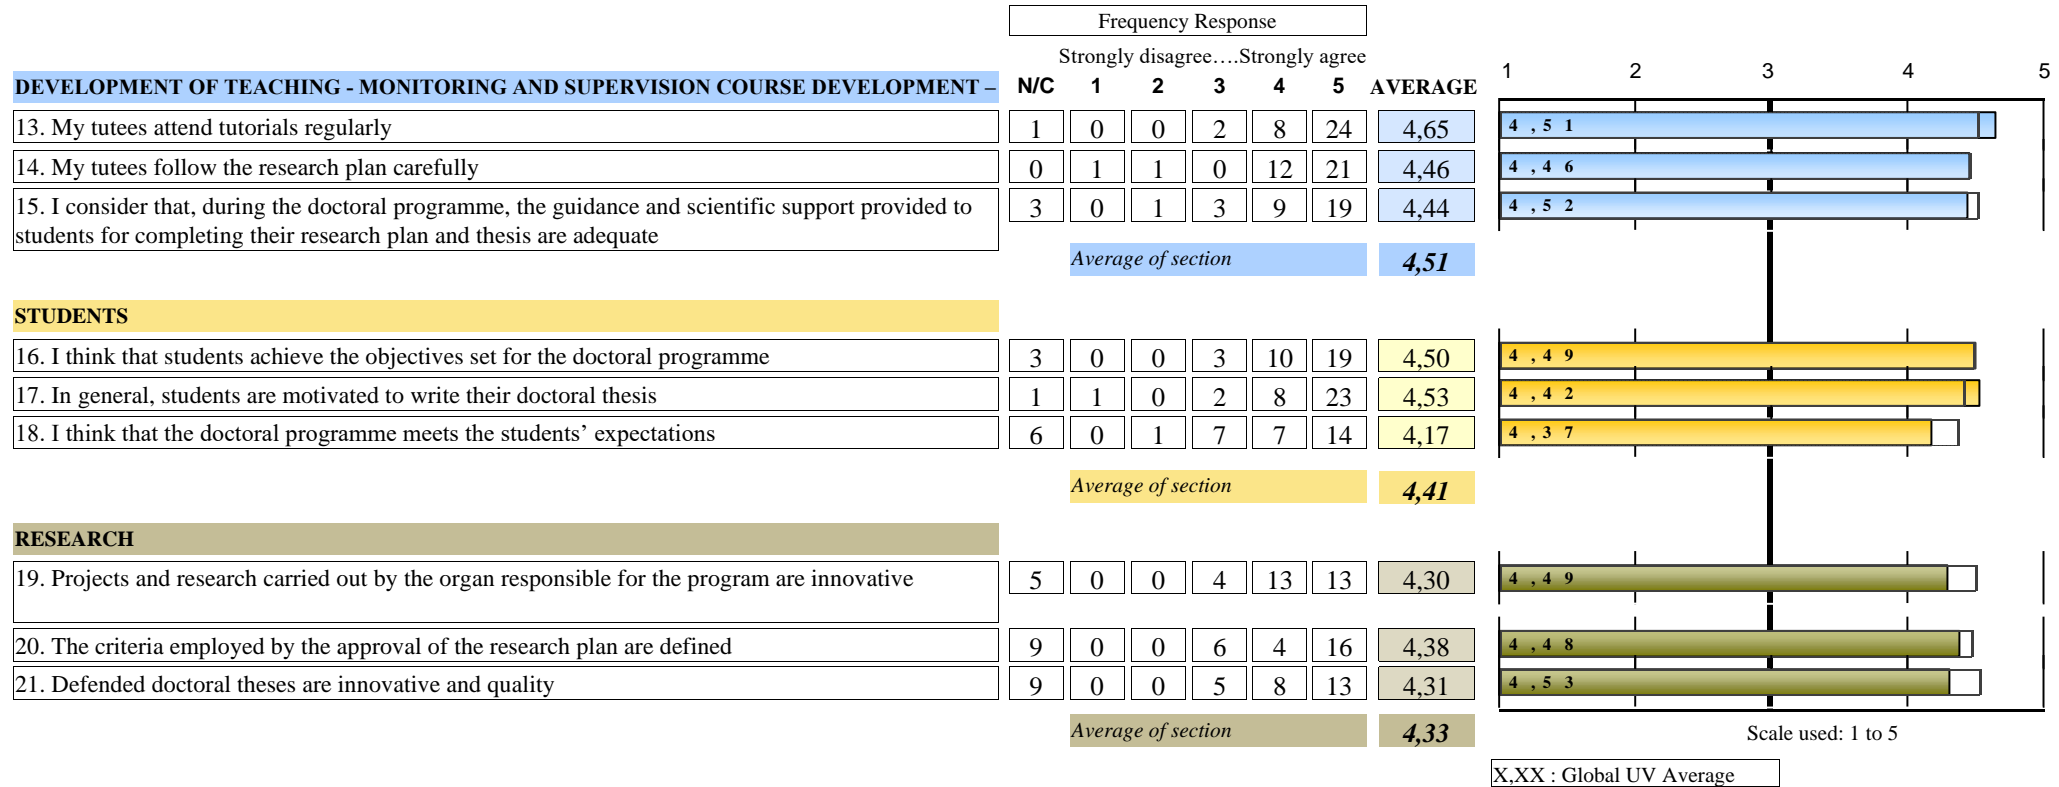 Frequency Response
Strongly disagree….Strongly agree
DEVELOPMENT OF TEACHING - MONITORING AND SUPERVISION COURSE DEVELOPMENT – N/C 1 2 3 4 5 AVERAGE 1 2 3 4 5
13. My tutees attend tutorials regularly 1 0 0 2 8 24 4,65 4,51
14. My tutees follow the research plan carefully 0 1 1 0 12 21 4,46 4,46
15. I consider that, during the doctoral programme, the guidance and scientific support provided to 3 0 1 3 9 19 4,44 4,52
students for completing their research plan and thesis are adequate
Average of section 4,51
STUDENTS
16. I think that students achieve the objectives set for the doctoral programme 3 0 0 3 10 19 4,50 4,49
17. In general, students are motivated to write their doctoral thesis 1 1 0 2 8 23 4,53 4,42
18. I think that the doctoral programme meets the students’ expectations 6 0 1 7 7 14 4,17 4,37
Average of section 4,41
RESEARCH
19. Projects and research carried out by the organ responsible for the program are innovative 5 0 0 4 13 13 4,30 4,49
20. The criteria employed by the approval of the research plan are defined 9 0 0 6 4 16 4,38 4,48
21. Defended doctoral theses are innovative and quality 9 0 0 5 8 13 4,31 4,53
Average of section 4,33
Scale used: 1 to 5
X,XX : Global UV Average